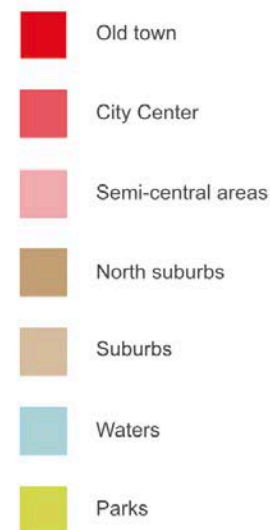 Old town
City Center
Semi-central areas
North suburbs
Suburbs
Waters
Parks